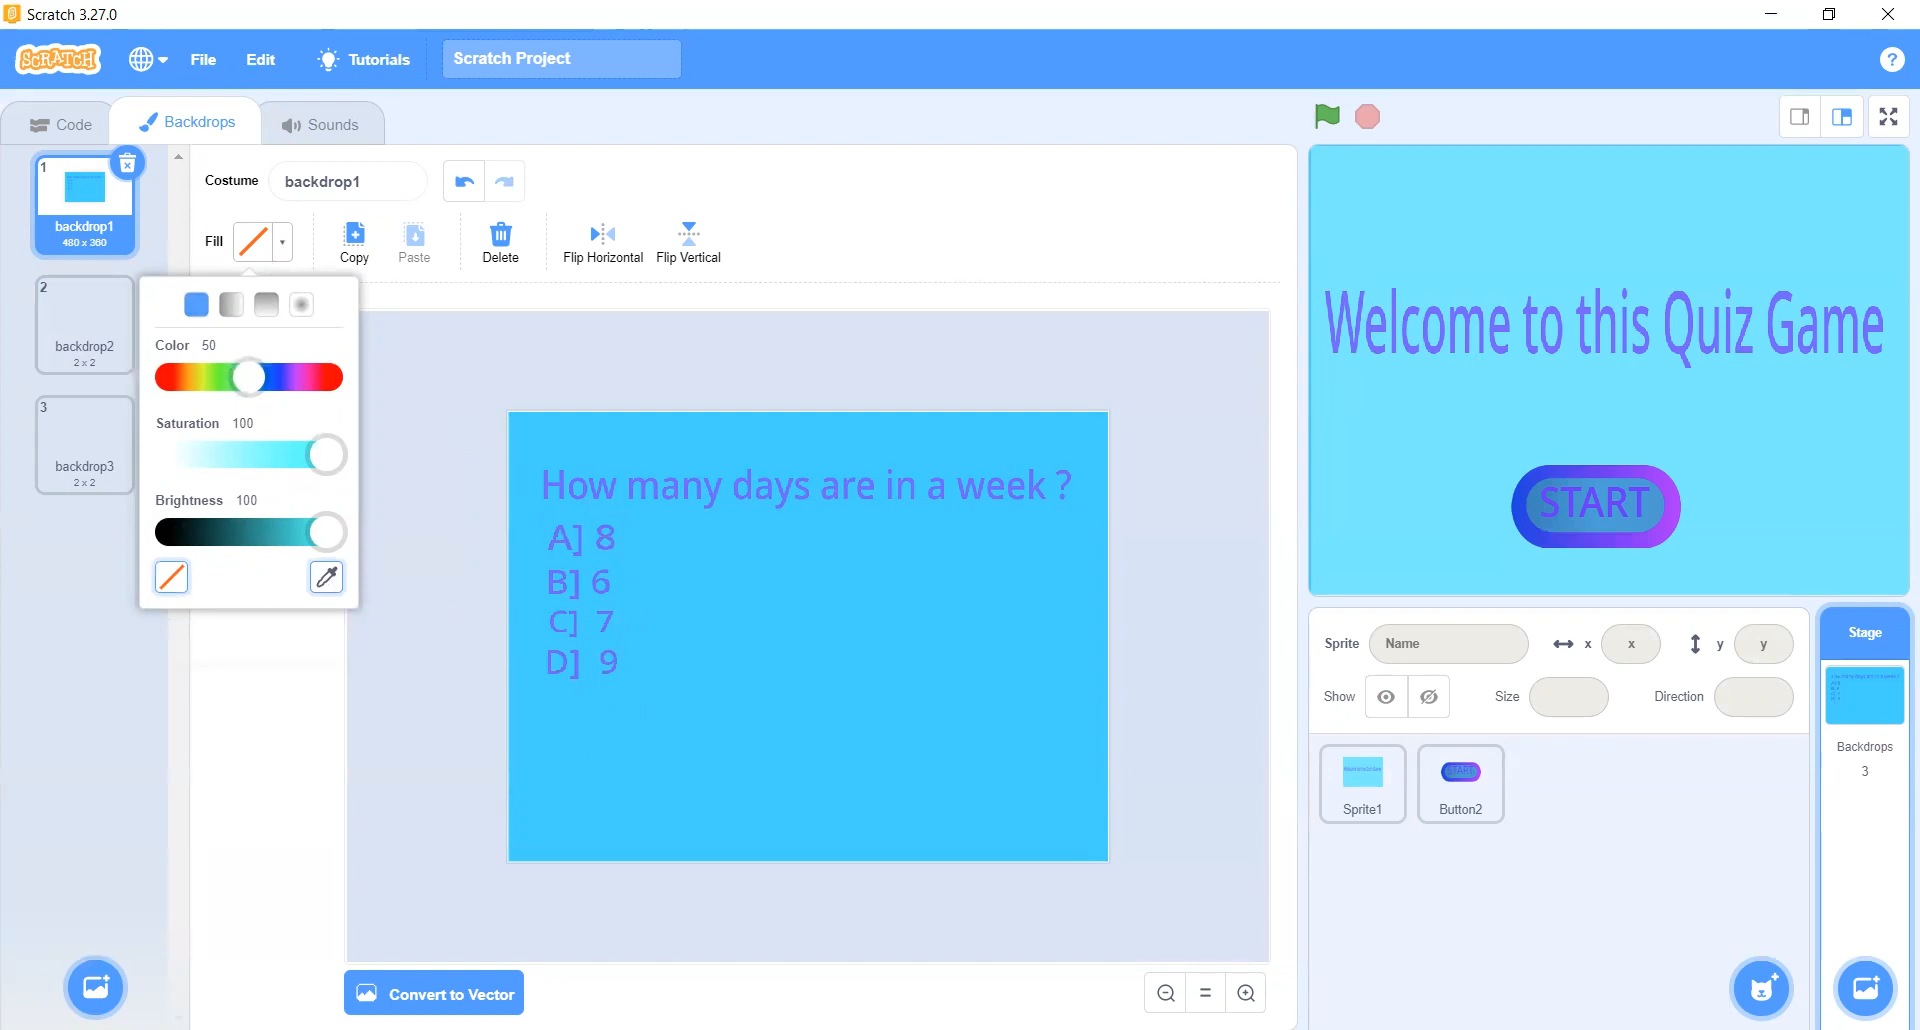 Scratch 3.27.0
SCRATCH
File
Edit
Tutorials
Scratch Project
?
Code
Backdrops
Sounds
1
backdrop1
480 x 360
2
backdrop2
2 x 2
3
backdrop3
2 x 2
Costume
backdrop1
Fill
Copy
Paste
Delete
Flip Horizontal
Flip Vertical
Color 50
Saturation 100
Brightness 100
How many days are in a week ?
A] 8
B] 6
C] 7
D] 9
Convert to Vector
Welcome to this Quiz Game
START
Sprite
Name
x
x
y
y
Show
Size
Direction
Sprite1
START
Button2
Stage
Backdrops
3